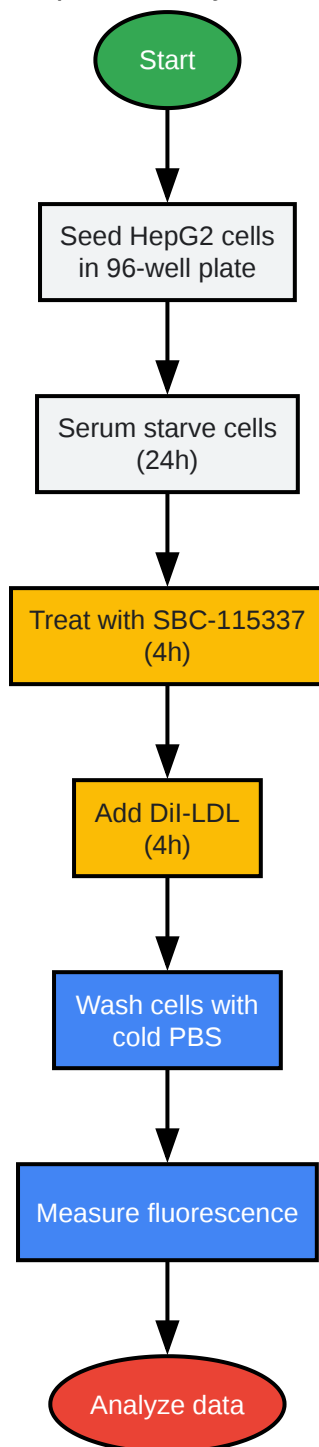 Start
Seed HepG2 cells
in 96-well plate
Serum starve cells
(24h)
Treat with SBC-115337
(4h)
Add DiI-LDL
(4h)
Wash cells with
cold PBS
Measure fluorescence
Analyze data